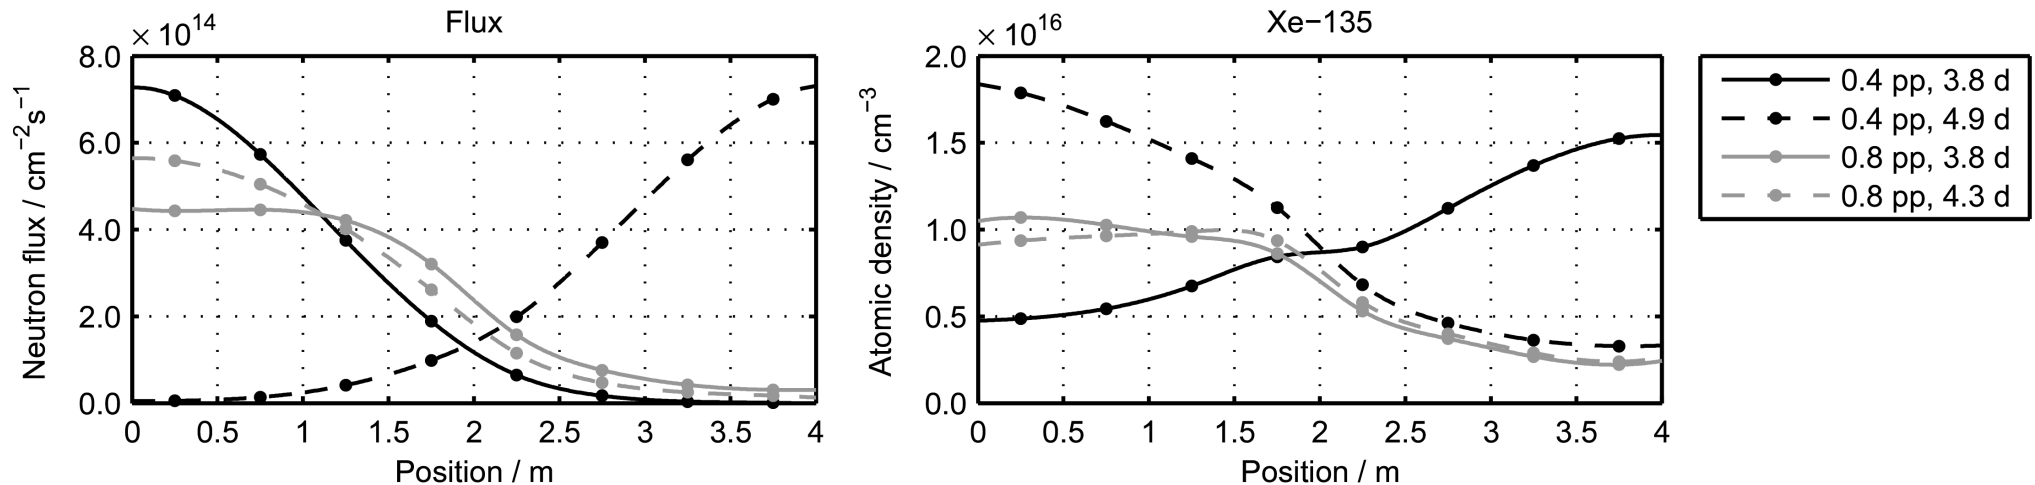 Flux
× 10^14
8.0
6.0
4.0
2.0
0.0
0 0.5 1 1.5 2 2.5 3 3.5 4
Position / m
Neutron flux / cm^−2 s^−1
Xe−135
× 10^16
2.0
1.5
1.0
0.5
0.0
0 0.5 1 1.5 2 2.5 3 3.5 4
Position / m
Atomic density / cm^−3
0.4 pp, 3.8 d
0.4 pp, 4.9 d
0.8 pp, 3.8 d
0.8 pp, 4.3 d